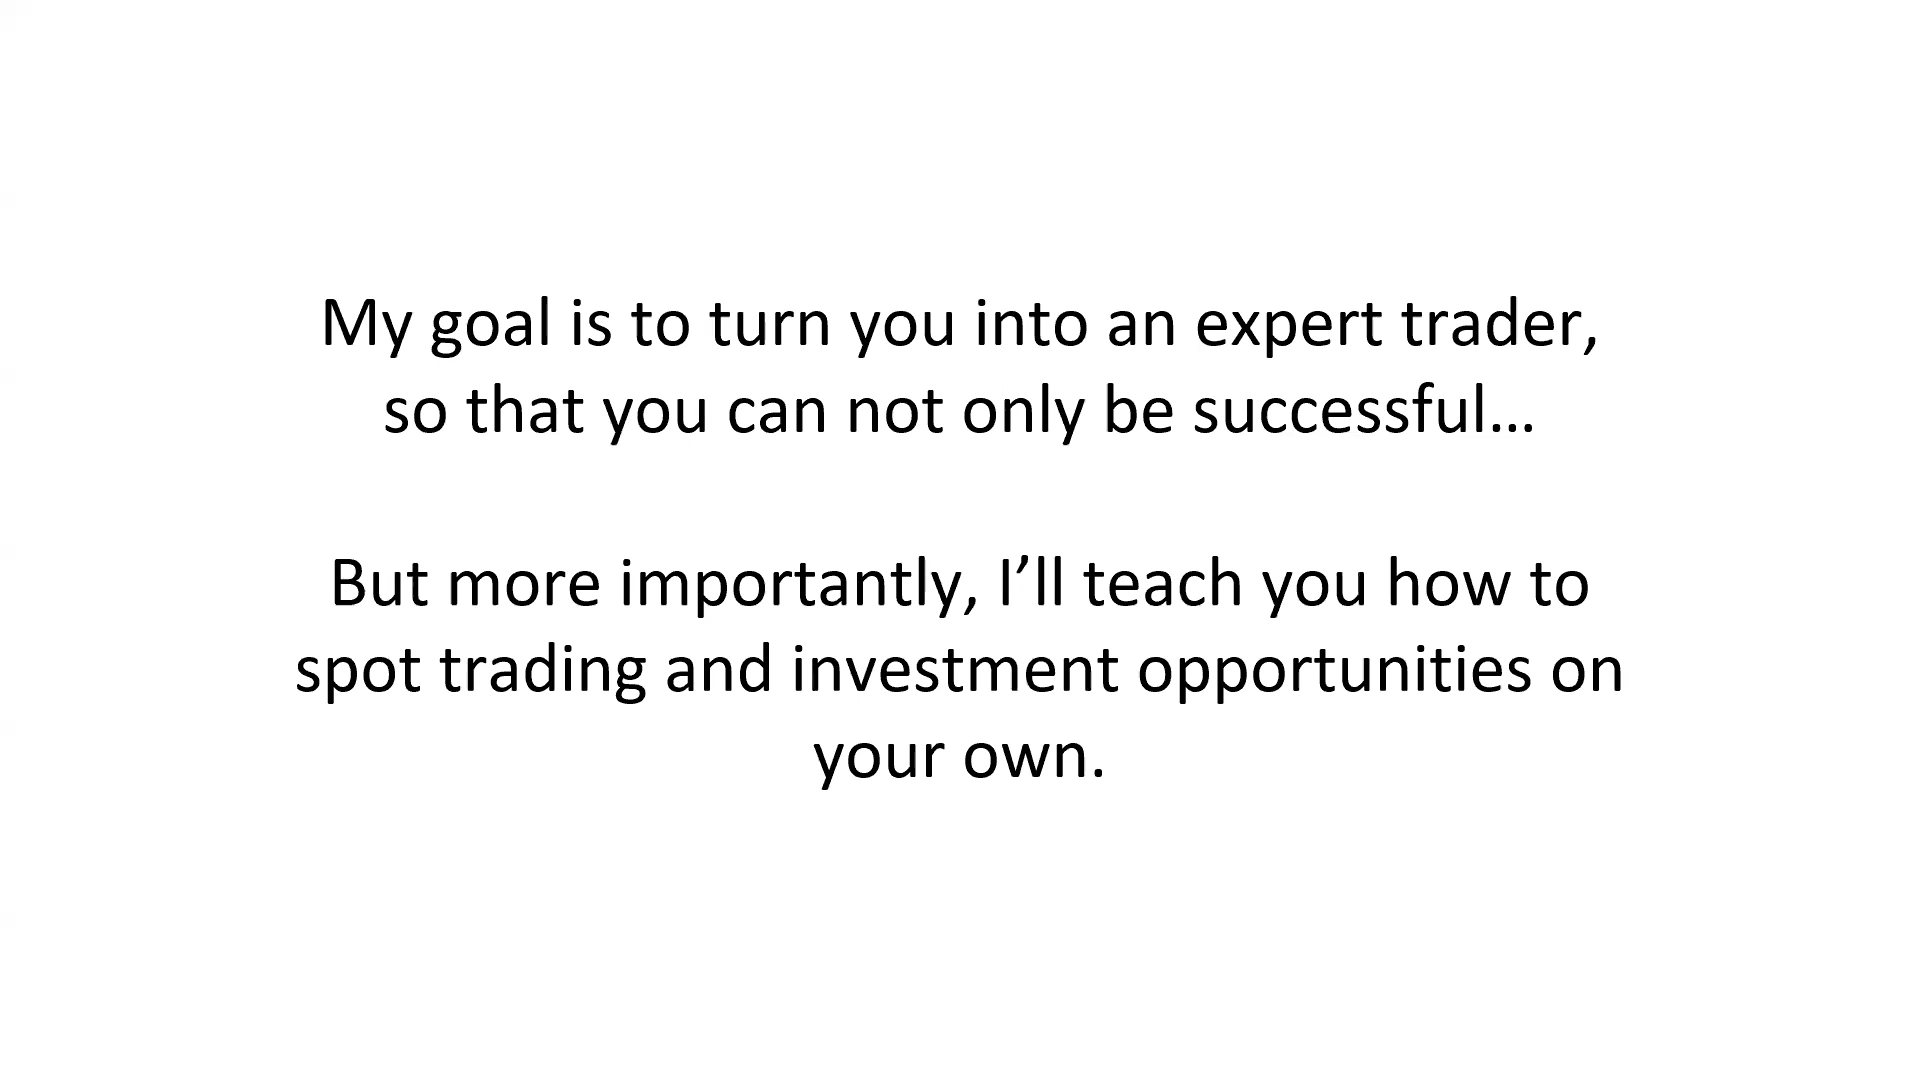 My goal is to turn you into an expert trader,
so that you can not only be successful…
But more importantly, I’ll teach you how to
spot trading and investment opportunities on
your own.